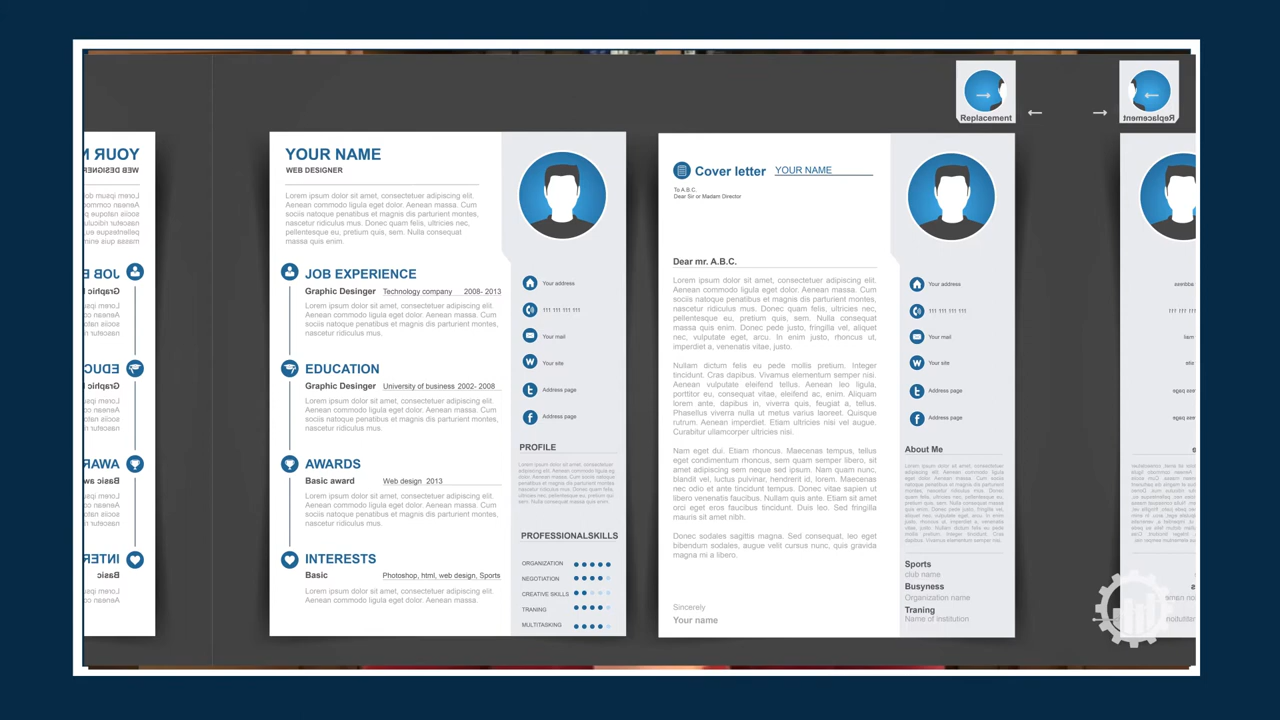 Replacement
Replacement
YOUR NAME
WEB DESIGNER
Lorem ipsum dolor sit amet, consectetuer adipiscing elit.
Aenean commodo ligula eget dolor. Aenean massa. Cum
sociis natoque penatibus et magnis dis parturient montes,
nascetur ridiculus mus. Donec quam felis, ultricies nec,
pellentesque eu, pretium quis, sem. Nulla consequat
massa quis enim.
JOB EXPERIENCE
Graphic Desinger Technology company 2008- 2013
Lorem ipsum dolor sit amet, consectetuer adipiscing elit.
Aenean commodo ligula eget dolor. Aenean massa. Cum
sociis natoque penatibus et magnis dis parturient montes,
nascetur ridiculus mus.
EDUCATION
Graphic Desinger University of business 2002- 2008
Lorem ipsum dolor sit amet, consectetuer adipiscing elit.
Aenean commodo ligula eget dolor. Aenean massa. Cum
sociis natoque penatibus et magnis dis parturient montes,
nascetur ridiculus mus.
AWARDS
Basic award Web design 2013
Lorem ipsum dolor sit amet, consectetuer adipiscing elit.
Aenean commodo ligula eget dolor. Aenean massa. Cum
sociis natoque penatibus et magnis dis parturient montes,
nascetur ridiculus mus.
INTERESTS
Basic Photoshop, html, web design, Sports
Lorem ipsum dolor sit amet, consectetuer adipiscing elit.
Aenean commodo ligula eget dolor. Aenean massa.
Your address
111 111 111 111
Your mail
W Your site
t Address page
f Address page
PROFILE
Lorem ipsum dolor sit amet, consectetuer adipiscing elit.
PROFESSIONALSKILLS
ORGANIZATION
NEGOTIATION
CREATIVE SKILLS
TRANING
MULTITASKING
Cover letter YOUR NAME
To A.B.C.
Dear Sir or Madam Director
Dear mr. A.B.C.
Lorem ipsum dolor sit amet, consectetuer adipiscing elit.
Aenean commodo ligula eget dolor. Aenean massa. Cum
sociis natoque penatibus et magnis dis parturient montes,
nascetur ridiculus mus. Donec quam felis, ultricies nec,
pellentesque eu, pretium quis, sem. Nulla consequat
massa quis enim. Donec pede justo, fringilla vel, aliquet
nec, vulputate eget, arcu. In enim justo, rhoncus ut,
imperdiet a, venenatis vitae, justo.
Nullam dictum felis eu pede mollis pretium. Integer
tincidunt. Cras dapibus. Vivamus elementum semper nisi.
Aenean vulputate eleifend tellus. Aenean leo ligula,
porttitor eu, consequat vitae, eleifend ac, enim. Aliquam
lorem ante, dapibus in, viverra quis, feugiat a, tellus.
Phasellus viverra nulla ut metus varius laoreet. Quisque
rutrum. Aenean imperdiet. Etiam ultricies nisi vel augue.
Curabitur ullamcorper ultricies nisi.
Nam eget dui. Etiam rhoncus. Maecenas tempus, tellus
eget condimentum rhoncus, sem quam semper libero, sit
amet adipiscing sem neque sed ipsum. Nam quam nunc,
blandit vel, luctus pulvinar, hendrerit id, lorem. Maecenas
nec odio et ante tincidunt tempus. Donec vitae sapien ut
libero venenatis faucibus. Nullam quis ante. Etiam sit amet
orci eget eros faucibus tincidunt. Duis leo. Sed fringilla
mauris sit amet nibh.
Donec sodales sagittis magna. Sed consequat, leo eget
bibendum sodales, augue velit cursus nunc, quis gravida
magna mi a libero.
Sincerely
Your name
Your address
111 111 111 111
Your mail
W Your site
t Address page
f Address page
About Me
Sports
club name
Busyness
Organization name
Traning
Name of institution